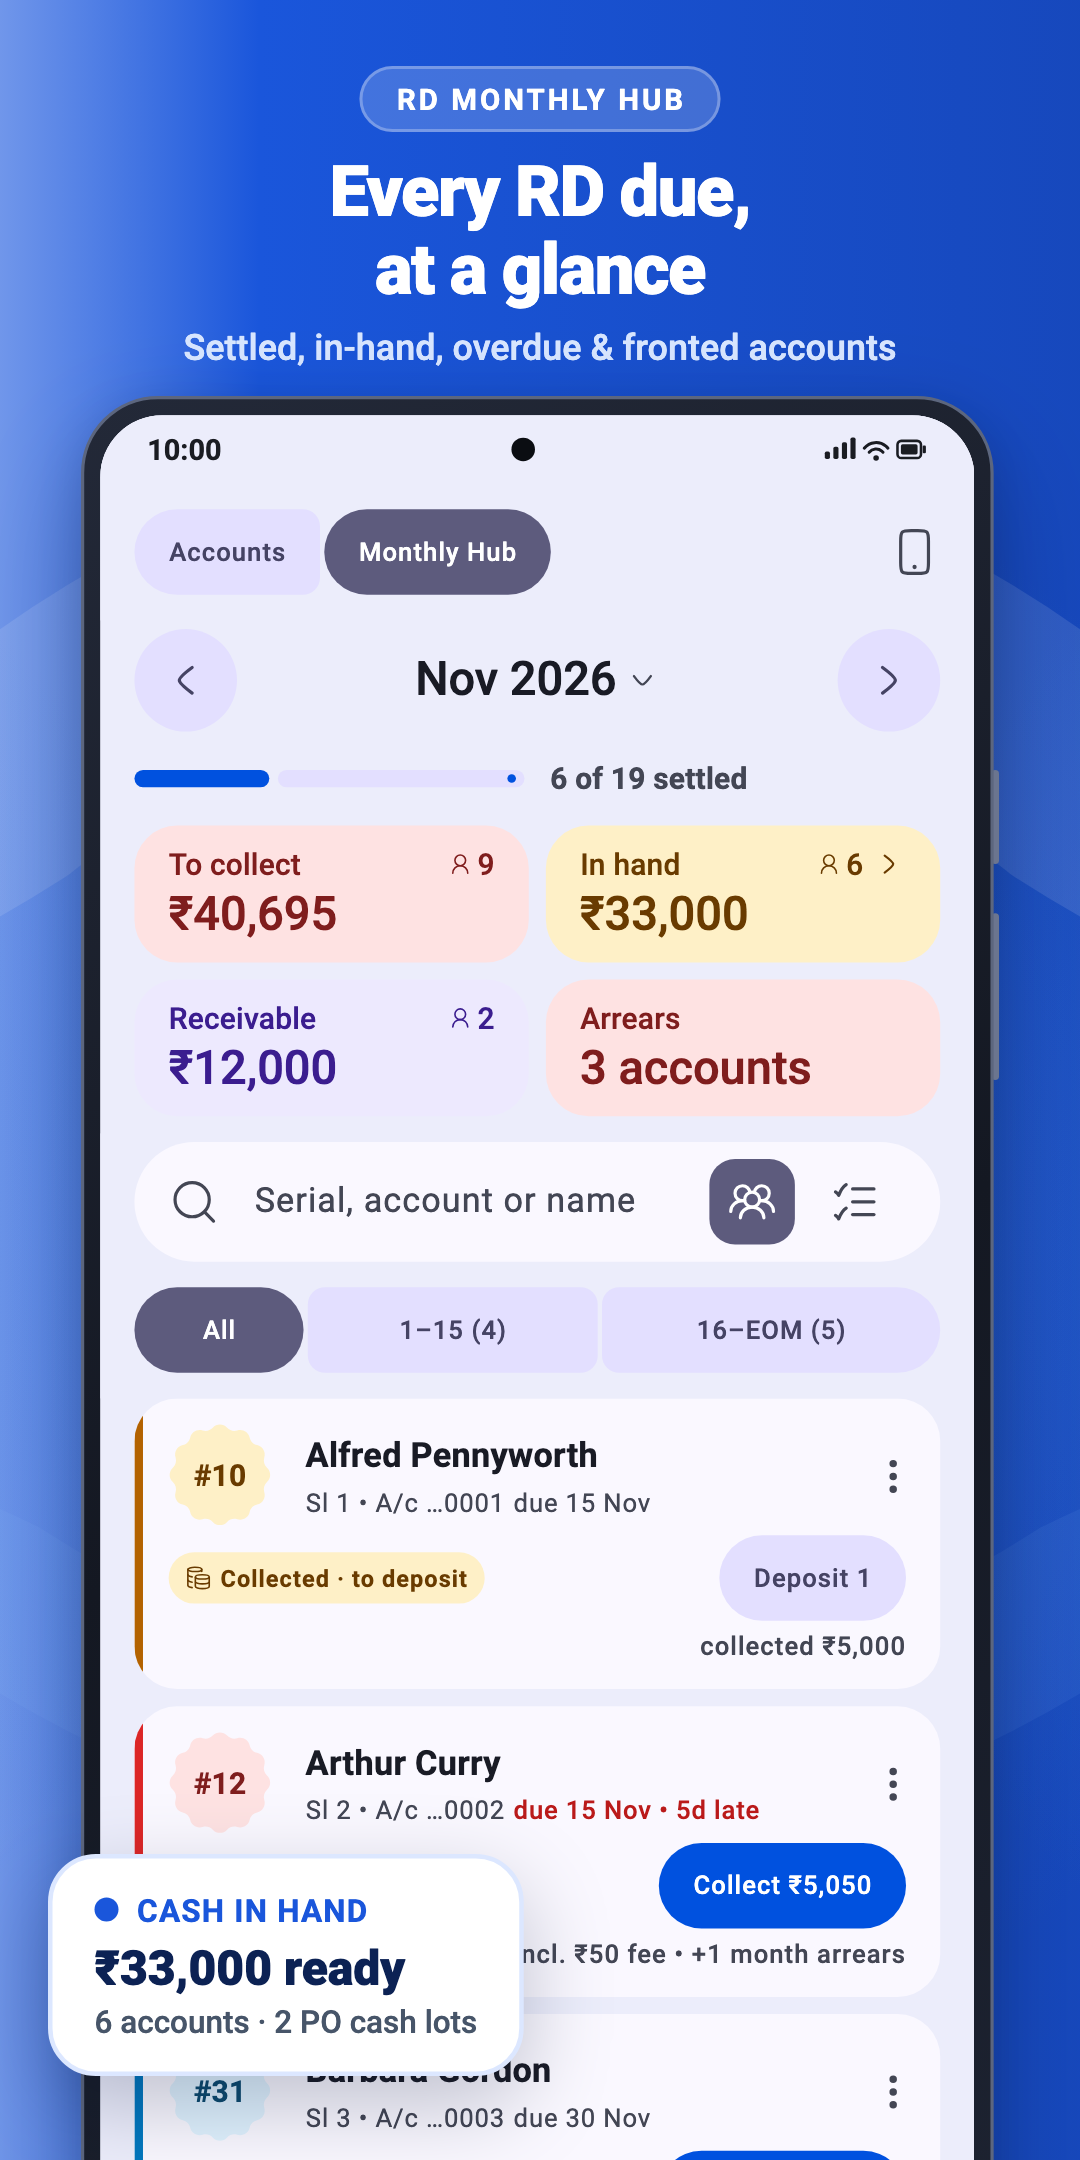 RD MONTHLY HUB
Every RD due,
at a glance
Settled, in-hand, overdue & fronted accounts
10:00
Accounts
Monthly Hub
Nov 2026
6 of 19 settled
To collect 9
₹40,695
In hand 6
₹33,000
Receivable 2
₹12,000
Arrears
3 accounts
Serial, account or name
All
1–15 (4)
16–EOM (5)
#10
Alfred Pennyworth
Sl 1 • A/c …0001 due 15 Nov
Collected · to deposit
Deposit 1
collected ₹5,000
#12
Arthur Curry
Sl 2 • A/c …0002 due 15 Nov • 5d late
Collect ₹5,050
ncl. ₹50 fee • +1 month arrears
CASH IN HAND
₹33,000 ready
6 accounts · 2 PO cash lots
#31
Barbara Gordon
Sl 3 • A/c …0003 due 30 Nov